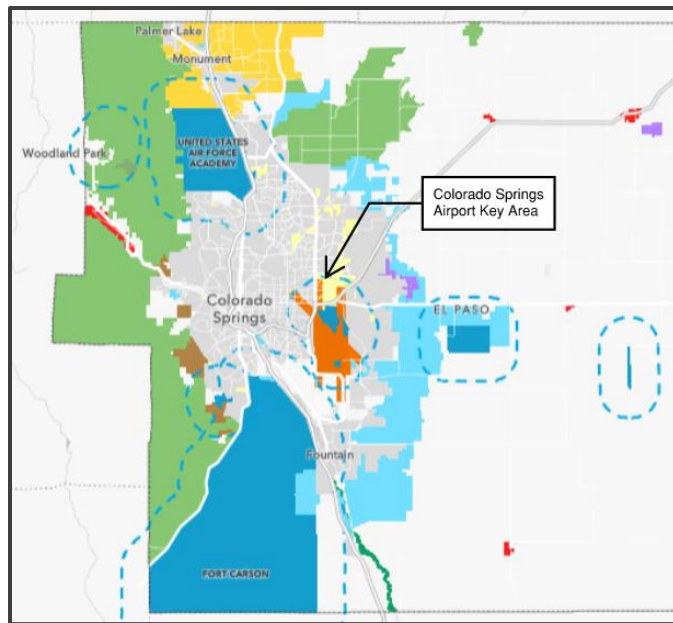 Palmer Lake
Monument
UNITED STATES
AIR FORCE
ACADEMY
Woodland Park
Colorado Springs
Airport Key Area
Colorado
Springs
EL PASO
Fountain
FORT CARSON